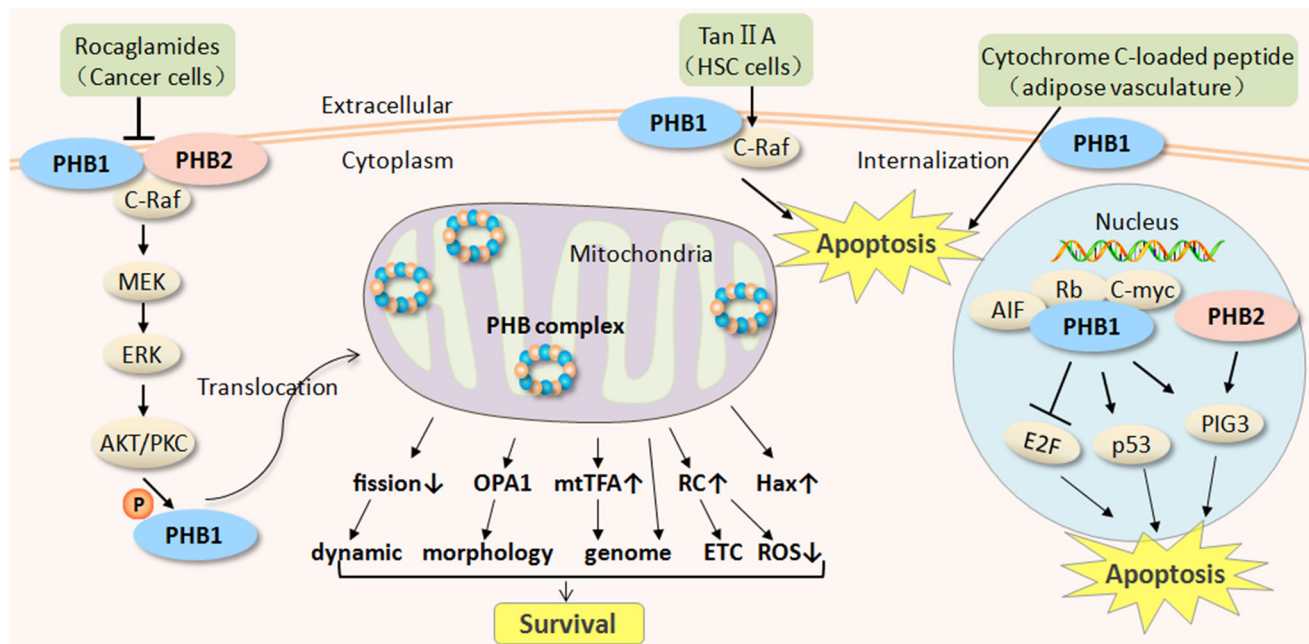 Rocaglamides
（Cancer cells）
Extracellular
PHB1
PHB2
C-Raf
Cytoplasm
MEK
ERK
AKT/PKC
P
PHB1
Translocation
Tan ⅡA
（HSC cells）
PHB1
C-Raf
Internalization
Cytochrome C-loaded peptide
（adipose vasculature）
PHB1
Apoptosis
Mitochondria
PHB complex
fission↓
OPA1
mtTFA↑
RC↑
Hax↑
dynamic
morphology
genome
ETC
ROS↓
Survival
Nucleus
AIF
Rb
C-myc
PHB1
PHB2
E2F
p53
PIG3
Apoptosis